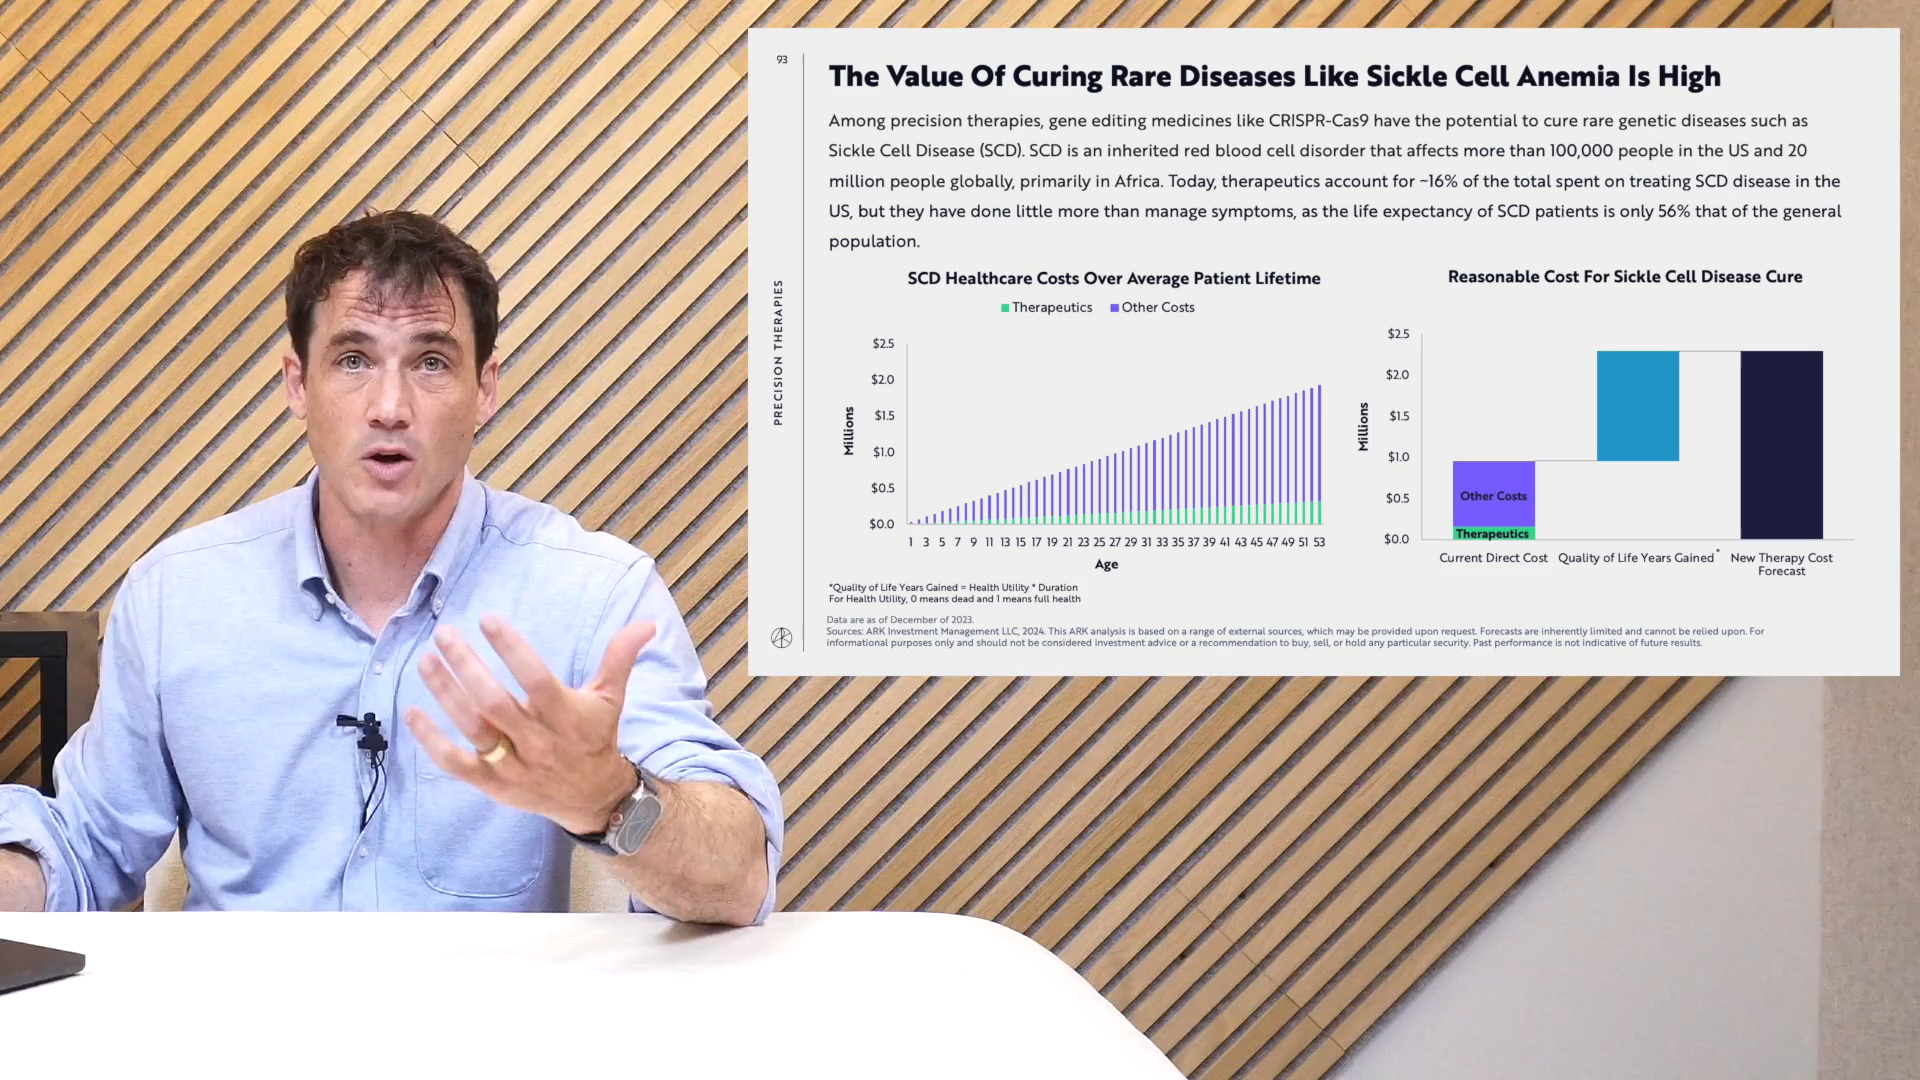 93
The Value Of Curing Rare Diseases Like Sickle Cell Anemia Is High
Among precision therapies, gene editing medicines like CRISPR-Cas9 have the potential to cure rare genetic diseases such as
Sickle Cell Disease (SCD). SCD is an inherited red blood cell disorder that affects more than 100,000 people in the US and 20
million people globally, primarily in Africa. Today, therapeutics account for ~16% of the total spent on treating SCD disease in the
US, but they have done little more than manage symptoms, as the life expectancy of SCD patients is only 56% that of the general
population.
PRECISION THERAPIES
SCD Healthcare Costs Over Average Patient Lifetime
Therapeutics Other Costs
$2.5
$2.0
$1.5
$1.0
$0.5
$0.0
Millions
1 3 5 7 9 11 13 15 17 19 21 23 25 27 29 31 33 35 37 39 41 43 45 47 49 51 53
Age
Reasonable Cost For Sickle Cell Disease Cure
$2.5
$2.0
$1.5
$1.0
$0.5
$0.0
Millions
Other Costs
Therapeutics
Current Direct Cost Quality of Life Years Gained* New Therapy Cost
Forecast
*Quality of Life Years Gained = Health Utility * Duration
For Health Utility, 0 means dead and 1 means full health
Data are as of December of 2023.
Sources: ARK Investment Management LLC, 2024. This ARK analysis is based on a range of external sources, which may be provided upon request. Forecasts are inherently limited and cannot be relied upon. For
informational purposes only and should not be considered investment advice or a recommendation to buy, sell, or hold any particular security. Past performance is not indicative of future results.